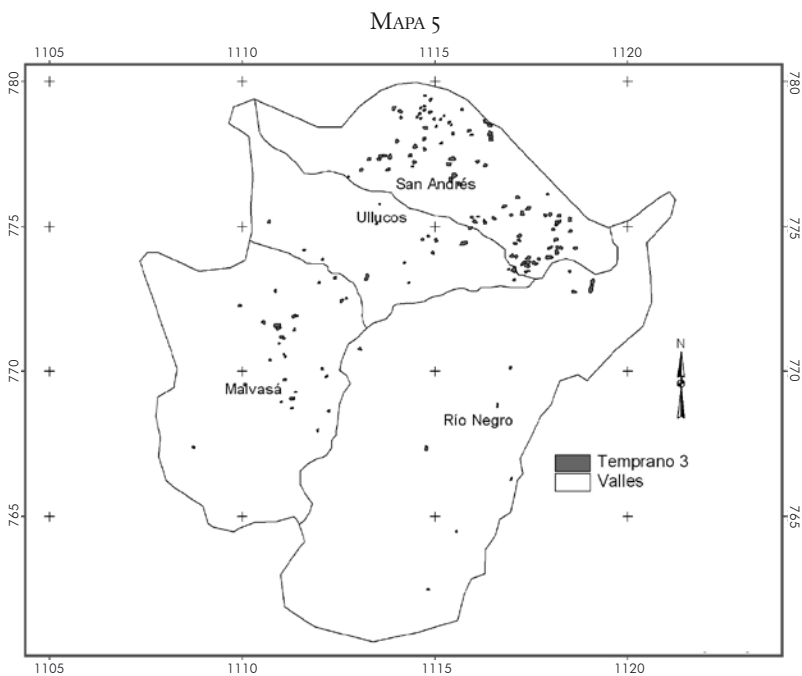 MAPA 5
1105 1110 1115 1120
780 780
San Andrés
Ullucos
775 775
N
770 770
Malvasá
Río Negro
Temprano 3
Valles
765 765
1105 1110 1115 1120